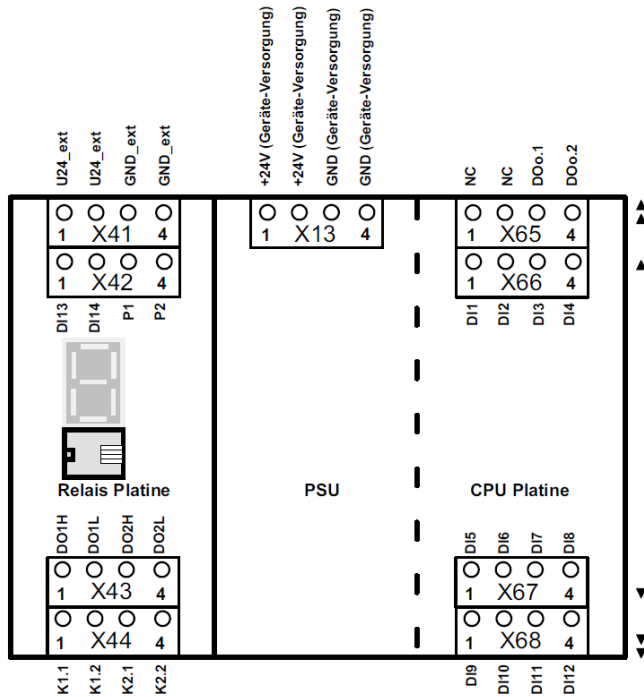 U24_ext U24_ext GND_ext GND_ext
+24V (Geräte-Versorgung)
+24V (Geräte-Versorgung)
GND (Geräte-Versorgung)
GND (Geräte-Versorgung)
NC NC DOo.1 DOo.2
1 X41 4
1 X13 4
1 X65 4
1 X42 4
1 X66 4
DI13 DI14 P1 P2
DI1 DI2 DI3 DI4
Relais Platine
PSU
CPU Platine
DO1H DO1L DO2H DO2L
DI5 DI6 DI7 DI8
1 X43 4
1 X67 4
1 X44 4
1 X68 4
K1.1 K1.2 K2.1 K2.2
DI9 DI10 DI11 DI12